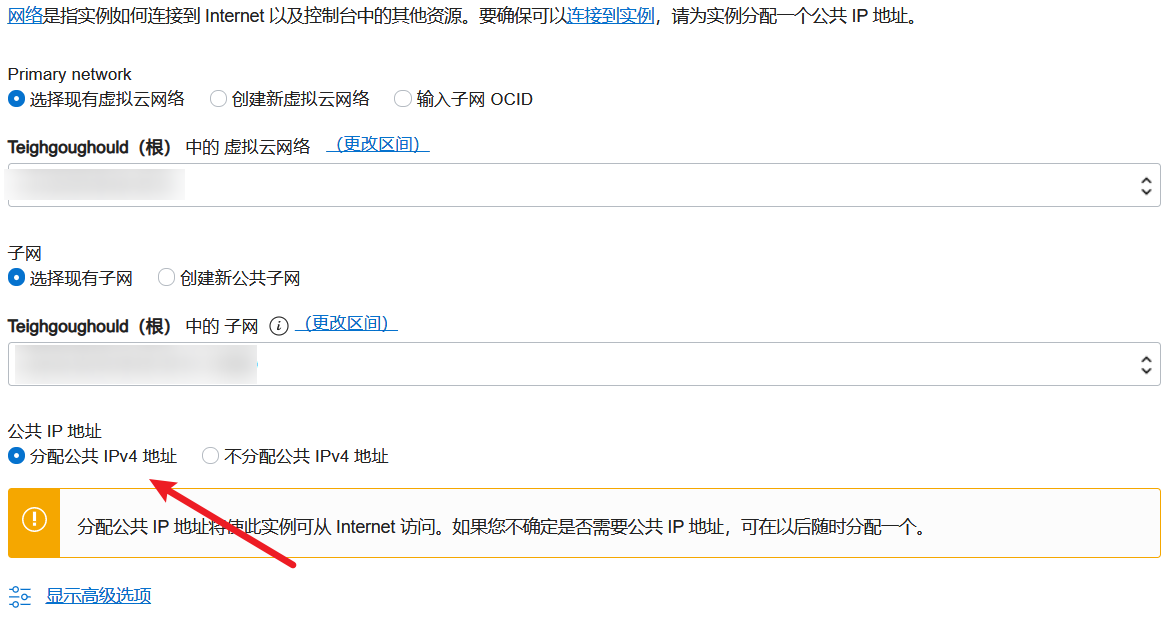 网络是指实例如何连接到 Internet 以及控制台中的其他资源。要确保可以连接到实例，请为实例分配一个公共 IP 地址。
Primary network
选择现有虚拟云网络 创建新虚拟云网络 输入子网 OCID
Teighgoughould（根） 中的 虚拟云网络 （更改区间）
子网
选择现有子网 创建新公共子网
Teighgoughould（根） 中的 子网 （更改区间）
公共 IP 地址
分配公共 IPv4 地址 不分配公共 IPv4 地址
分配公共 IP 地址将使此实例可从 Internet 访问。如果您不确定是否需要公共 IP 地址，可在以后随时分配一个。
显示高级选项